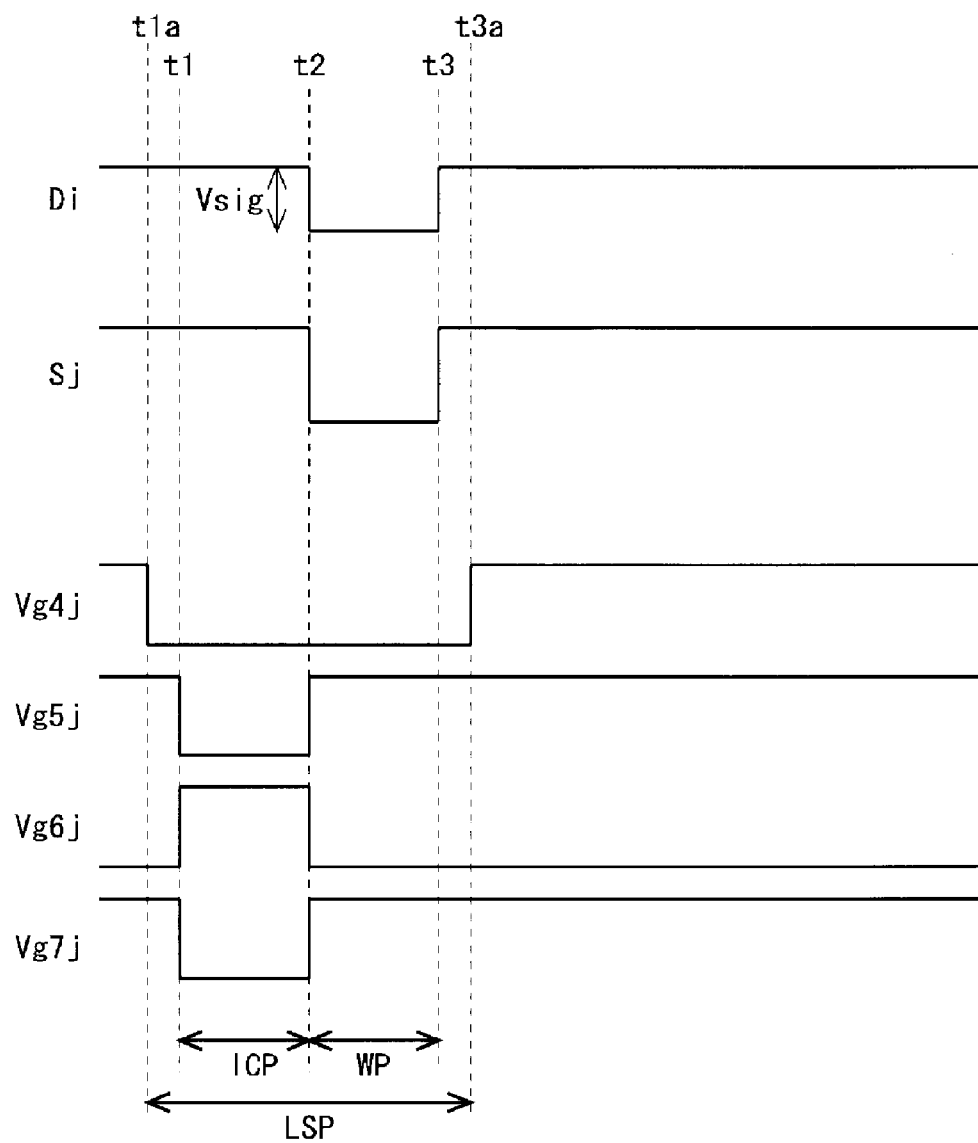 t1a t3a
t1 t2 t3
Di
Vsig
Sj
Vg4j
Vg5j
Vg6j
Vg7j
ICP WP
LSP